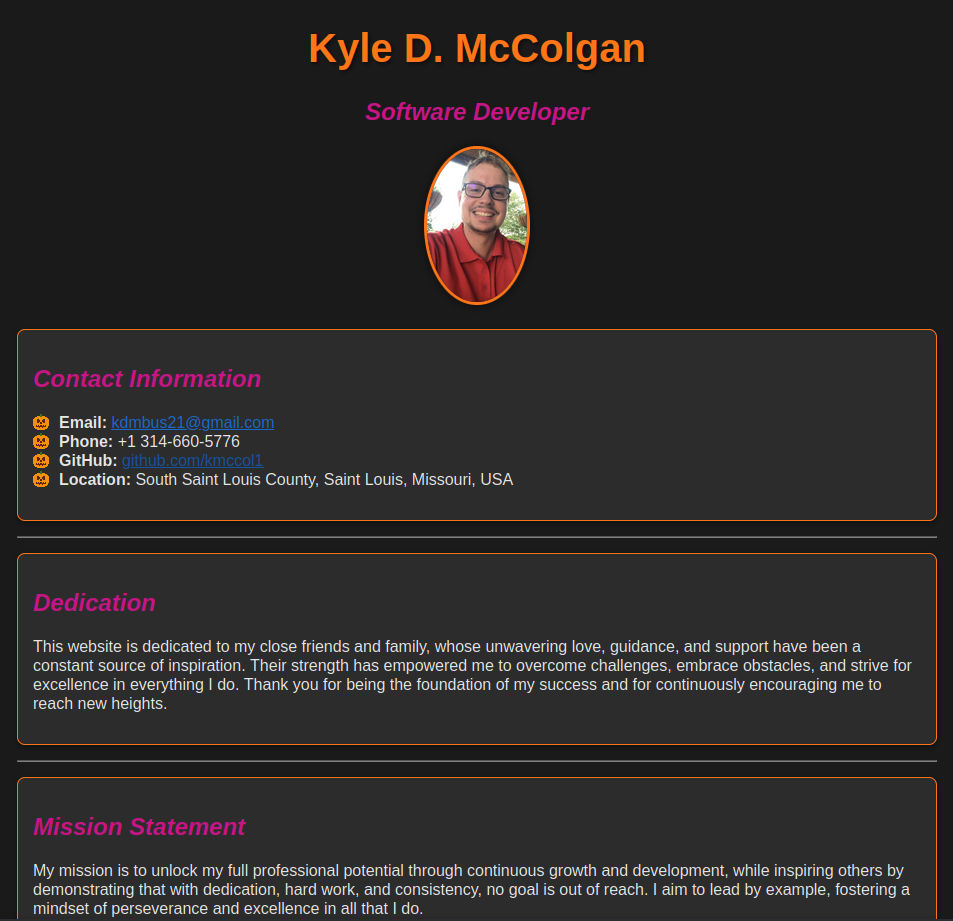 Kyle D. McColgan
Software Developer
Contact Information
Email: kdmbus21@gmail.com
Phone: +1 314-660-5776
GitHub: github.com/kmccol1
Location: South Saint Louis County, Saint Louis, Missouri, USA
Dedication
This website is dedicated to my close friends and family, whose unwavering love, guidance, and support have been a
constant source of inspiration. Their strength has empowered me to overcome challenges, embrace obstacles, and strive for
excellence in everything I do. Thank you for being the foundation of my success and for continuously encouraging me to
reach new heights.
Mission Statement
My mission is to unlock my full professional potential through continuous growth and development, while inspiring others by
demonstrating that with dedication, hard work, and consistency, no goal is out of reach. I aim to lead by example, fostering a
mindset of perseverance and excellence in all that I do.